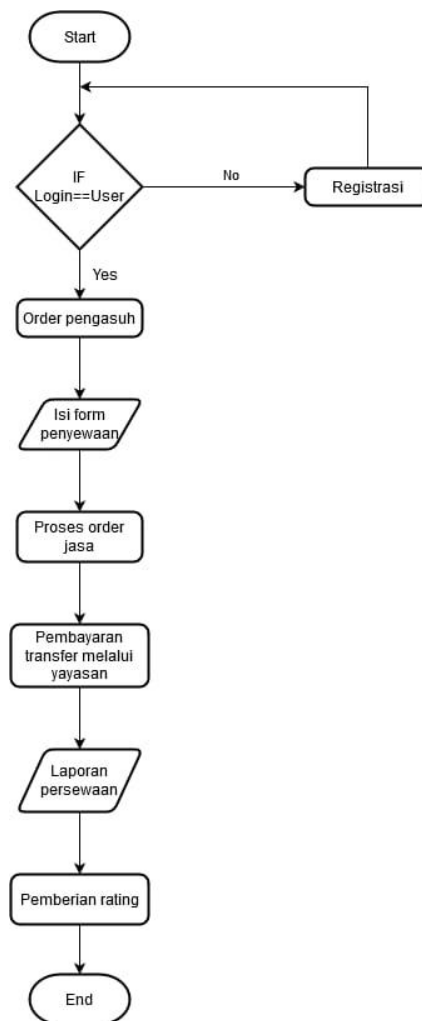 Start
IF
Login==User
No
Registrasi
Yes
Order pengasuh
Isi form
penyewaan
Proses order
jasa
Pembayaran
transfer melalui
yayasan
Laporan
persewaan
Pemberian rating
End